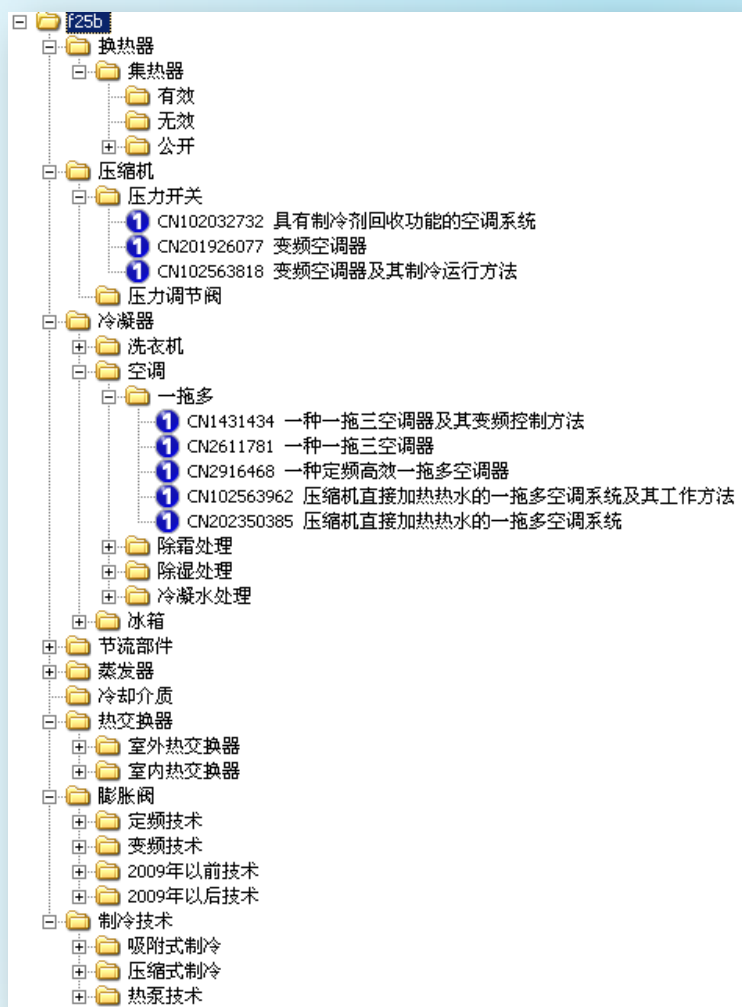 f25b
换热器
集热器
有效
无效
公开
压缩机
压力开关
CN102032732 具有制冷剂回收功能的空调系统
CN201926077 变频空调器
CN102563818 变频空调器及其制冷运行方法
压力调节阀
冷凝器
洗衣机
空调
一拖多
CN1431434 一种一拖三空调器及其变频控制方法
CN2611781 一种一拖三空调器
CN2916468 一种定频高效一拖多空调器
CN102563962 压缩机直接加热热水的一拖多空调系统及其工作方法
CN202350385 压缩机直接加热热水的一拖多空调系统
除霜处理
除湿处理
冷凝水处理
冰箱
节流部件
蒸发器
冷却介质
热交换器
室外热交换器
室内热交换器
膨胀阀
定频技术
变频技术
2009年以前技术
2009年以后技术
制冷技术
吸附式制冷
压缩式制冷
热泵技术